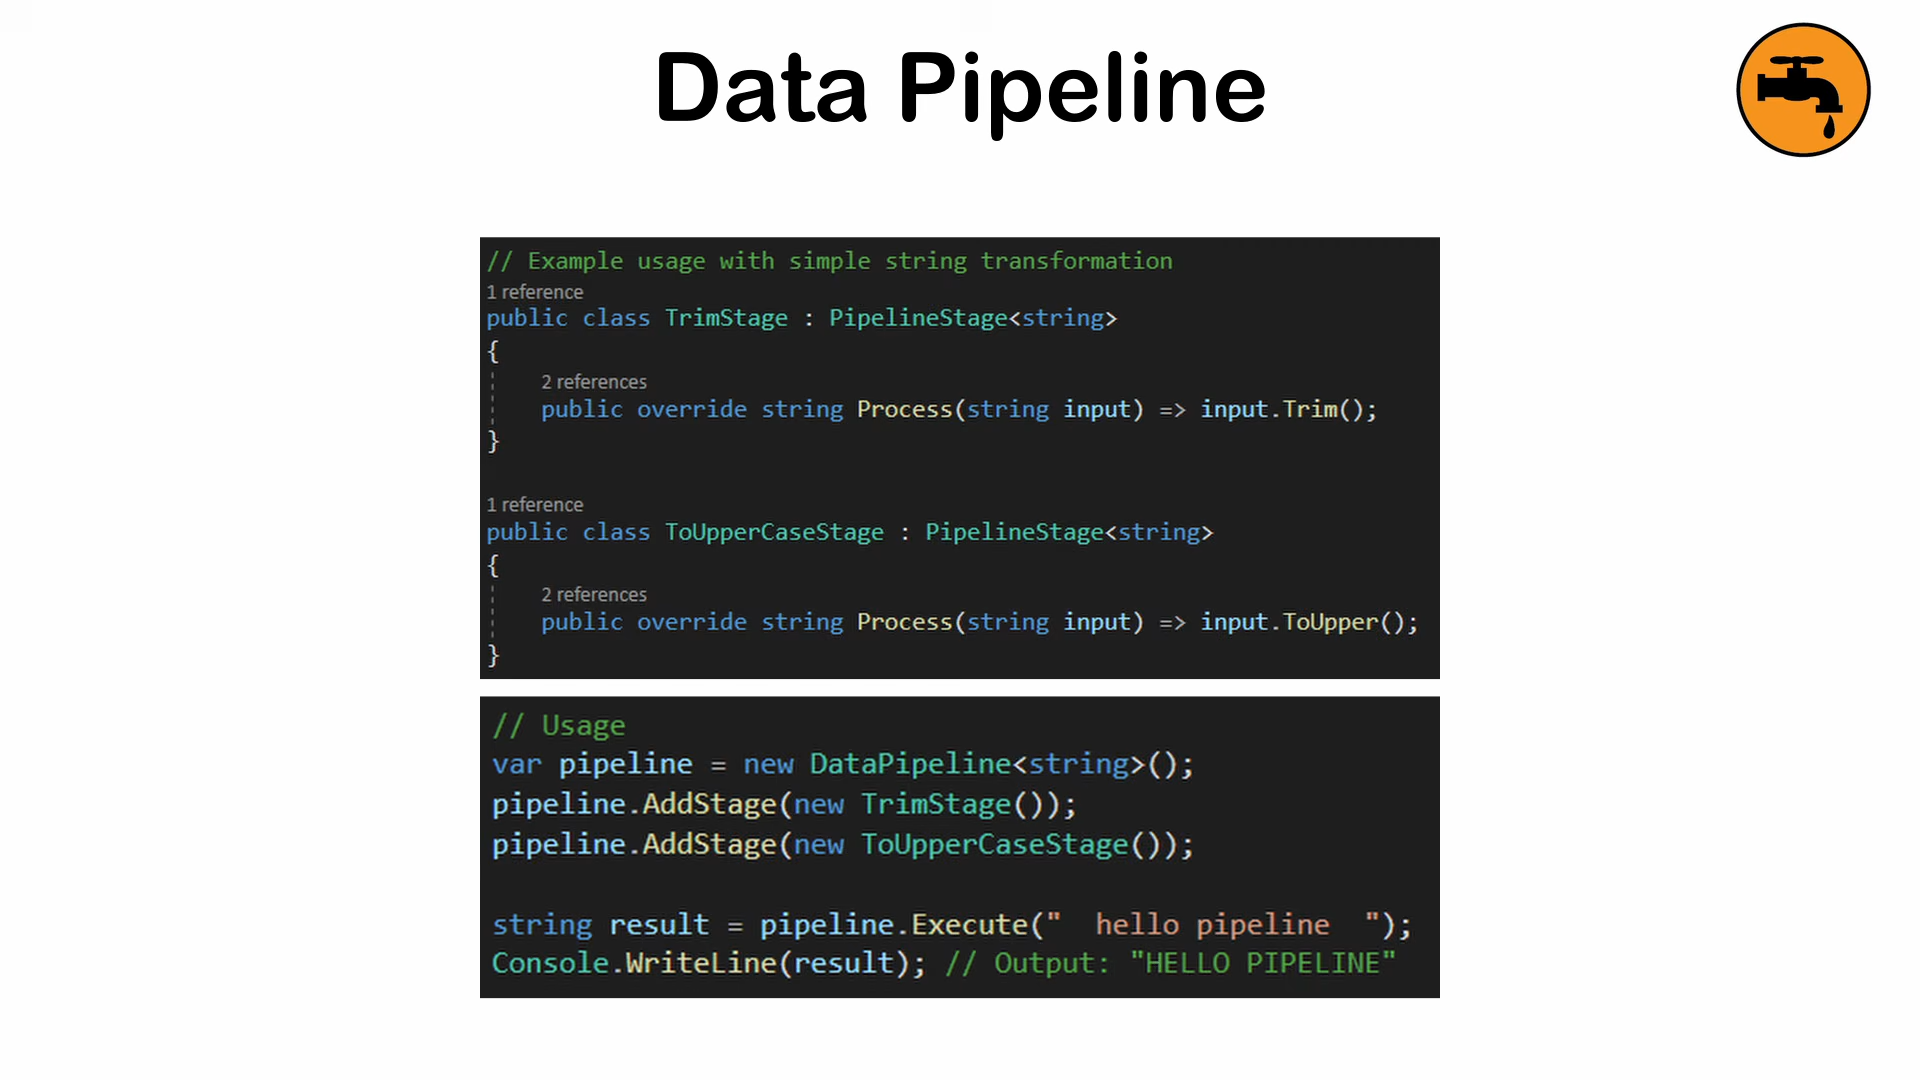 Data Pipeline
// Example usage with simple string transformation
1 reference
public class TrimStage : PipelineStage<string>
{
2 references
public override string Process(string input) => input.Trim();
}
1 reference
public class ToUpperCaseStage : PipelineStage<string>
{
2 references
public override string Process(string input) => input.ToUpper();
}
// Usage
var pipeline = new DataPipeline<string>();
pipeline.AddStage(new TrimStage());
pipeline.AddStage(new ToUpperCaseStage());
string result = pipeline.Execute("  hello pipeline  ");
Console.WriteLine(result); // Output: "HELLO PIPELINE"